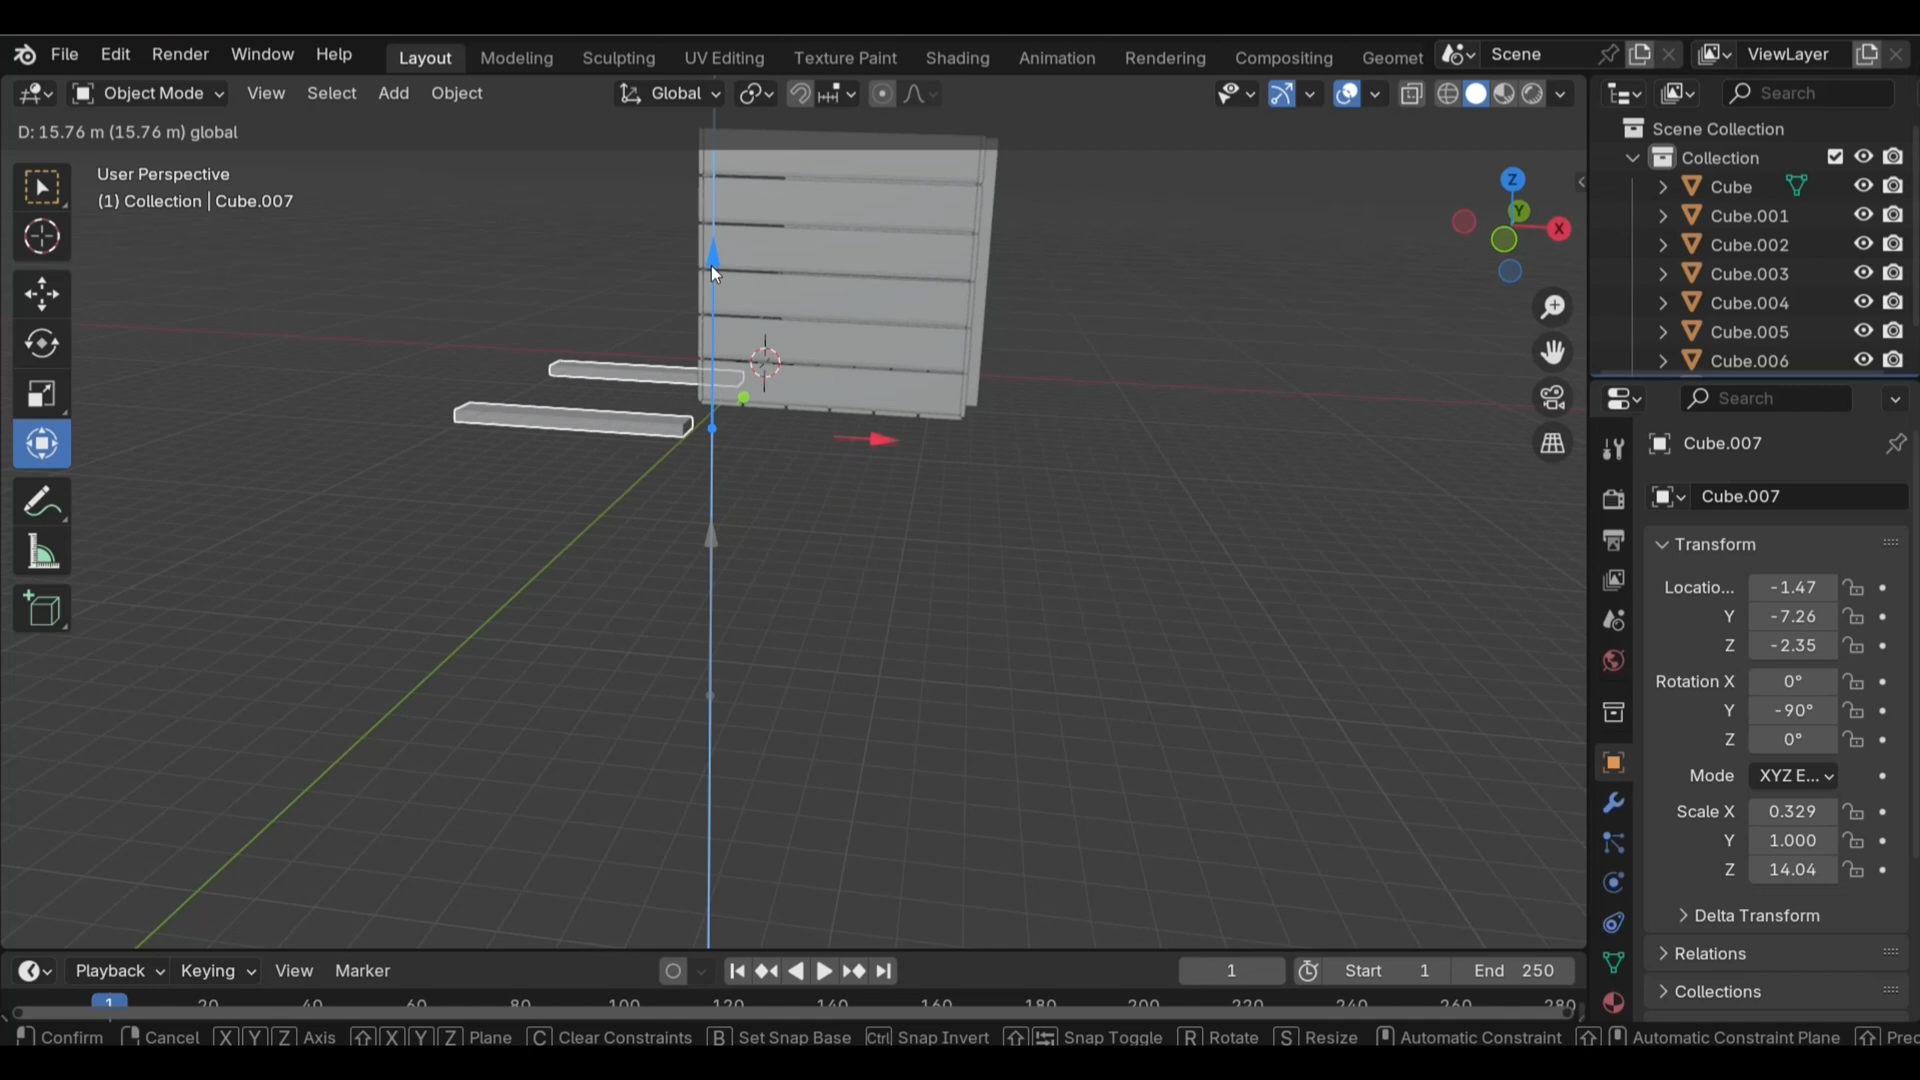 File Edit Render Window Help Layout Modeling Sculpting UV Editing Texture Paint Shading Animation Rendering Compositing Geomet Scene ViewLayer
Object Mode View Select Add Object Global Search
D: 15.76 m (15.76 m) global
User Perspective
(1) Collection | Cube.007
Z
Y
X
Scene Collection
Collection
Cube
Cube.001
Cube.002
Cube.003
Cube.004
Cube.005
Cube.006
Search
Cube.007
Cube.007
Transform
Locatio... -1.47
Y -7.26
Z -2.35
Rotation X 0°
Y -90°
Z 0°
Mode XYZ E...
Scale X 0.329
Y 1.000
Z 14.04
Delta Transform
Relations
Collections
Playback Keying View Marker 1 Start 1 End 250
1 20 40 60 80 100 120 140 160 180 200 220 240 260 280
Confirm Cancel X Y Z Axis X Y Z Plane C Clear Constraints B Set Snap Base Ctrl Snap Invert Snap Toggle R Rotate S Resize Automatic Constraint Automatic Constraint Plane Prec